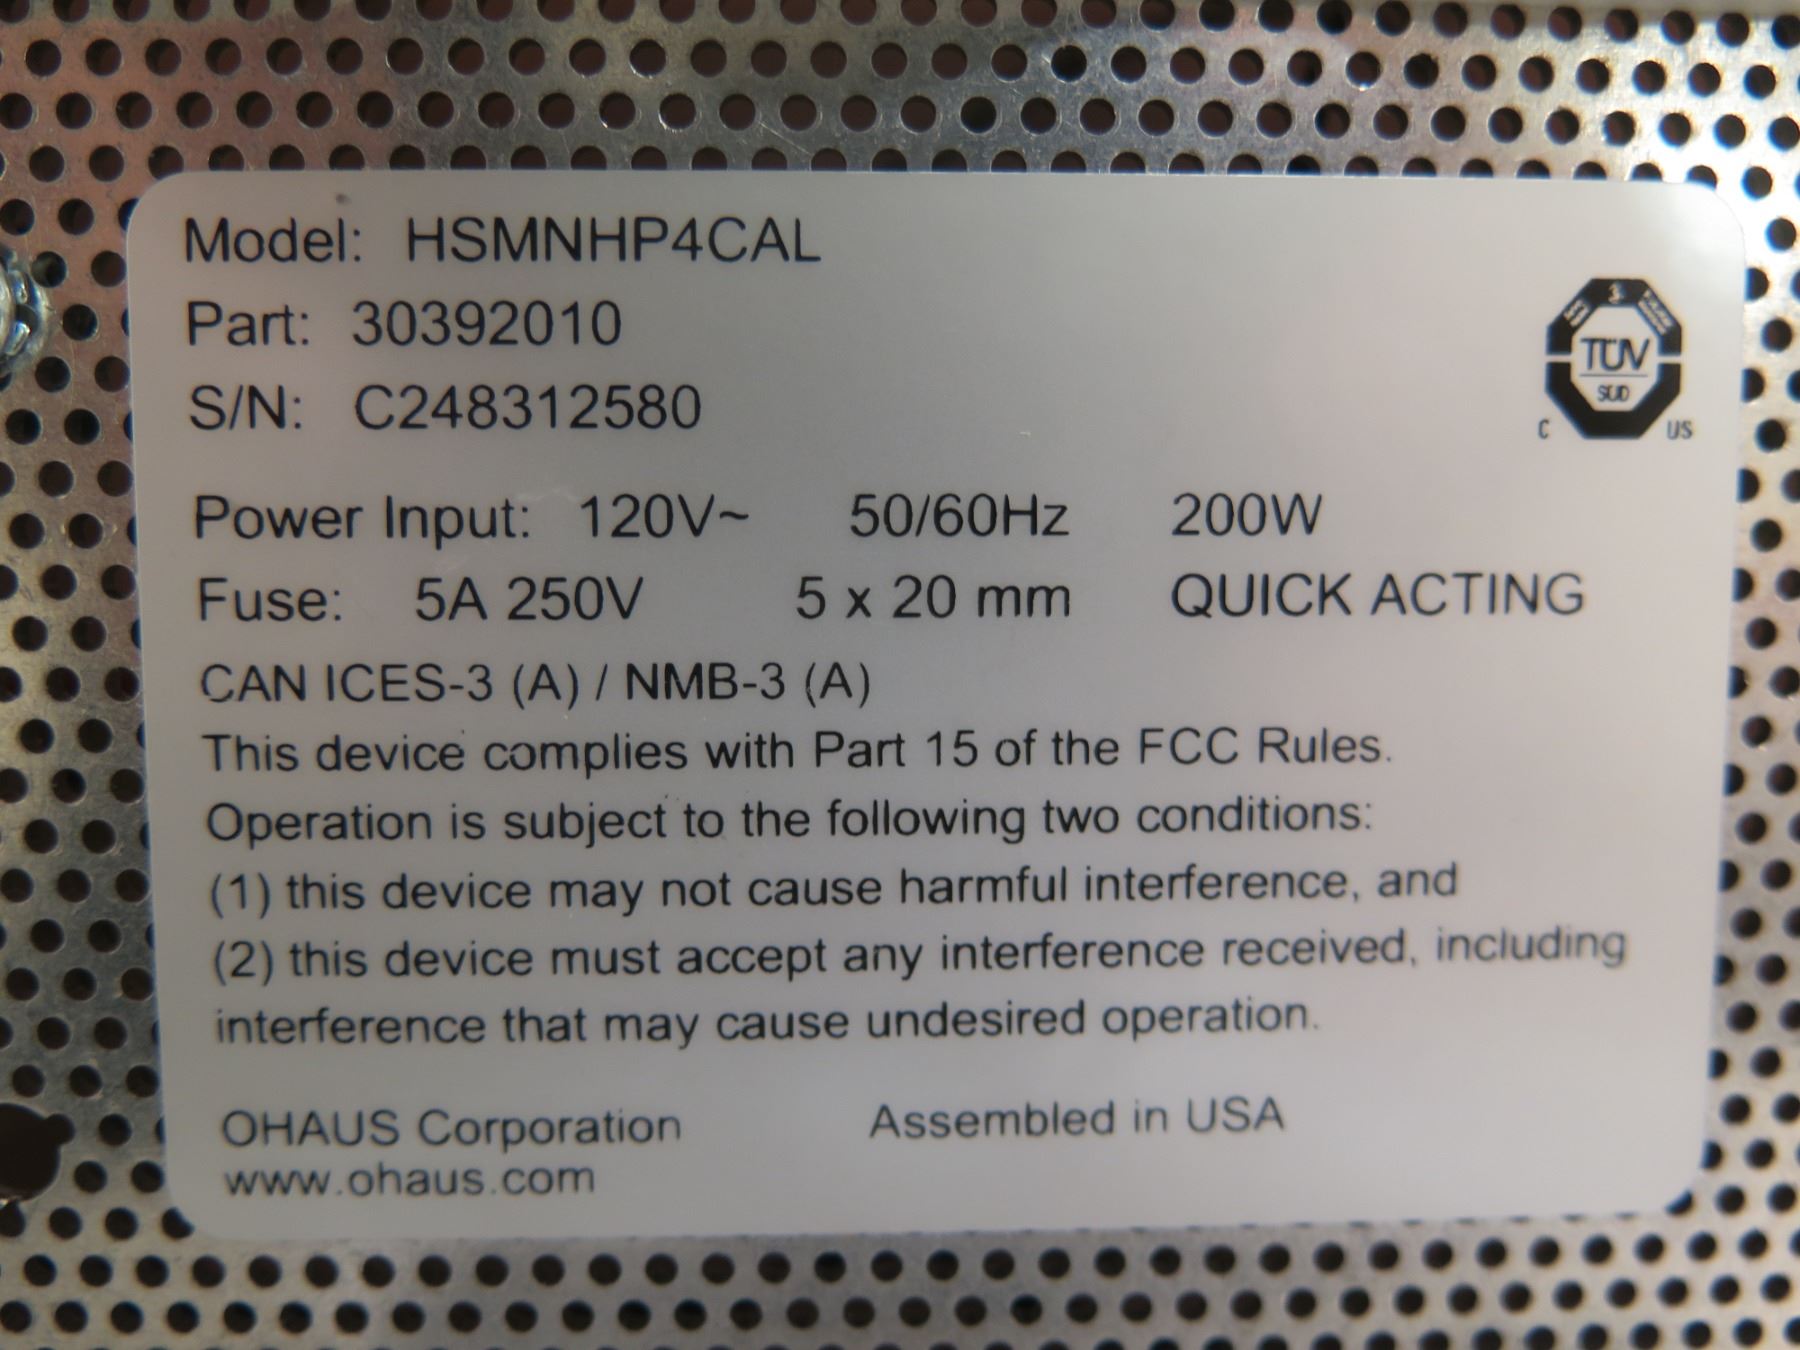 Model: HSMNHP4CAL
Part: 30392010
S/N: C248312580
TÜV
SÜD
C US
Power Input: 120V~ 50/60Hz 200W
Fuse: 5A 250V 5 x 20 mm QUICK ACTING
CAN ICES-3 (A) / NMB-3 (A)
This device complies with Part 15 of the FCC Rules.
Operation is subject to the following two conditions:
(1) this device may not cause harmful interference, and
(2) this device must accept any interference received, including
interference that may cause undesired operation.
OHAUS Corporation Assembled in USA
www.ohaus.com